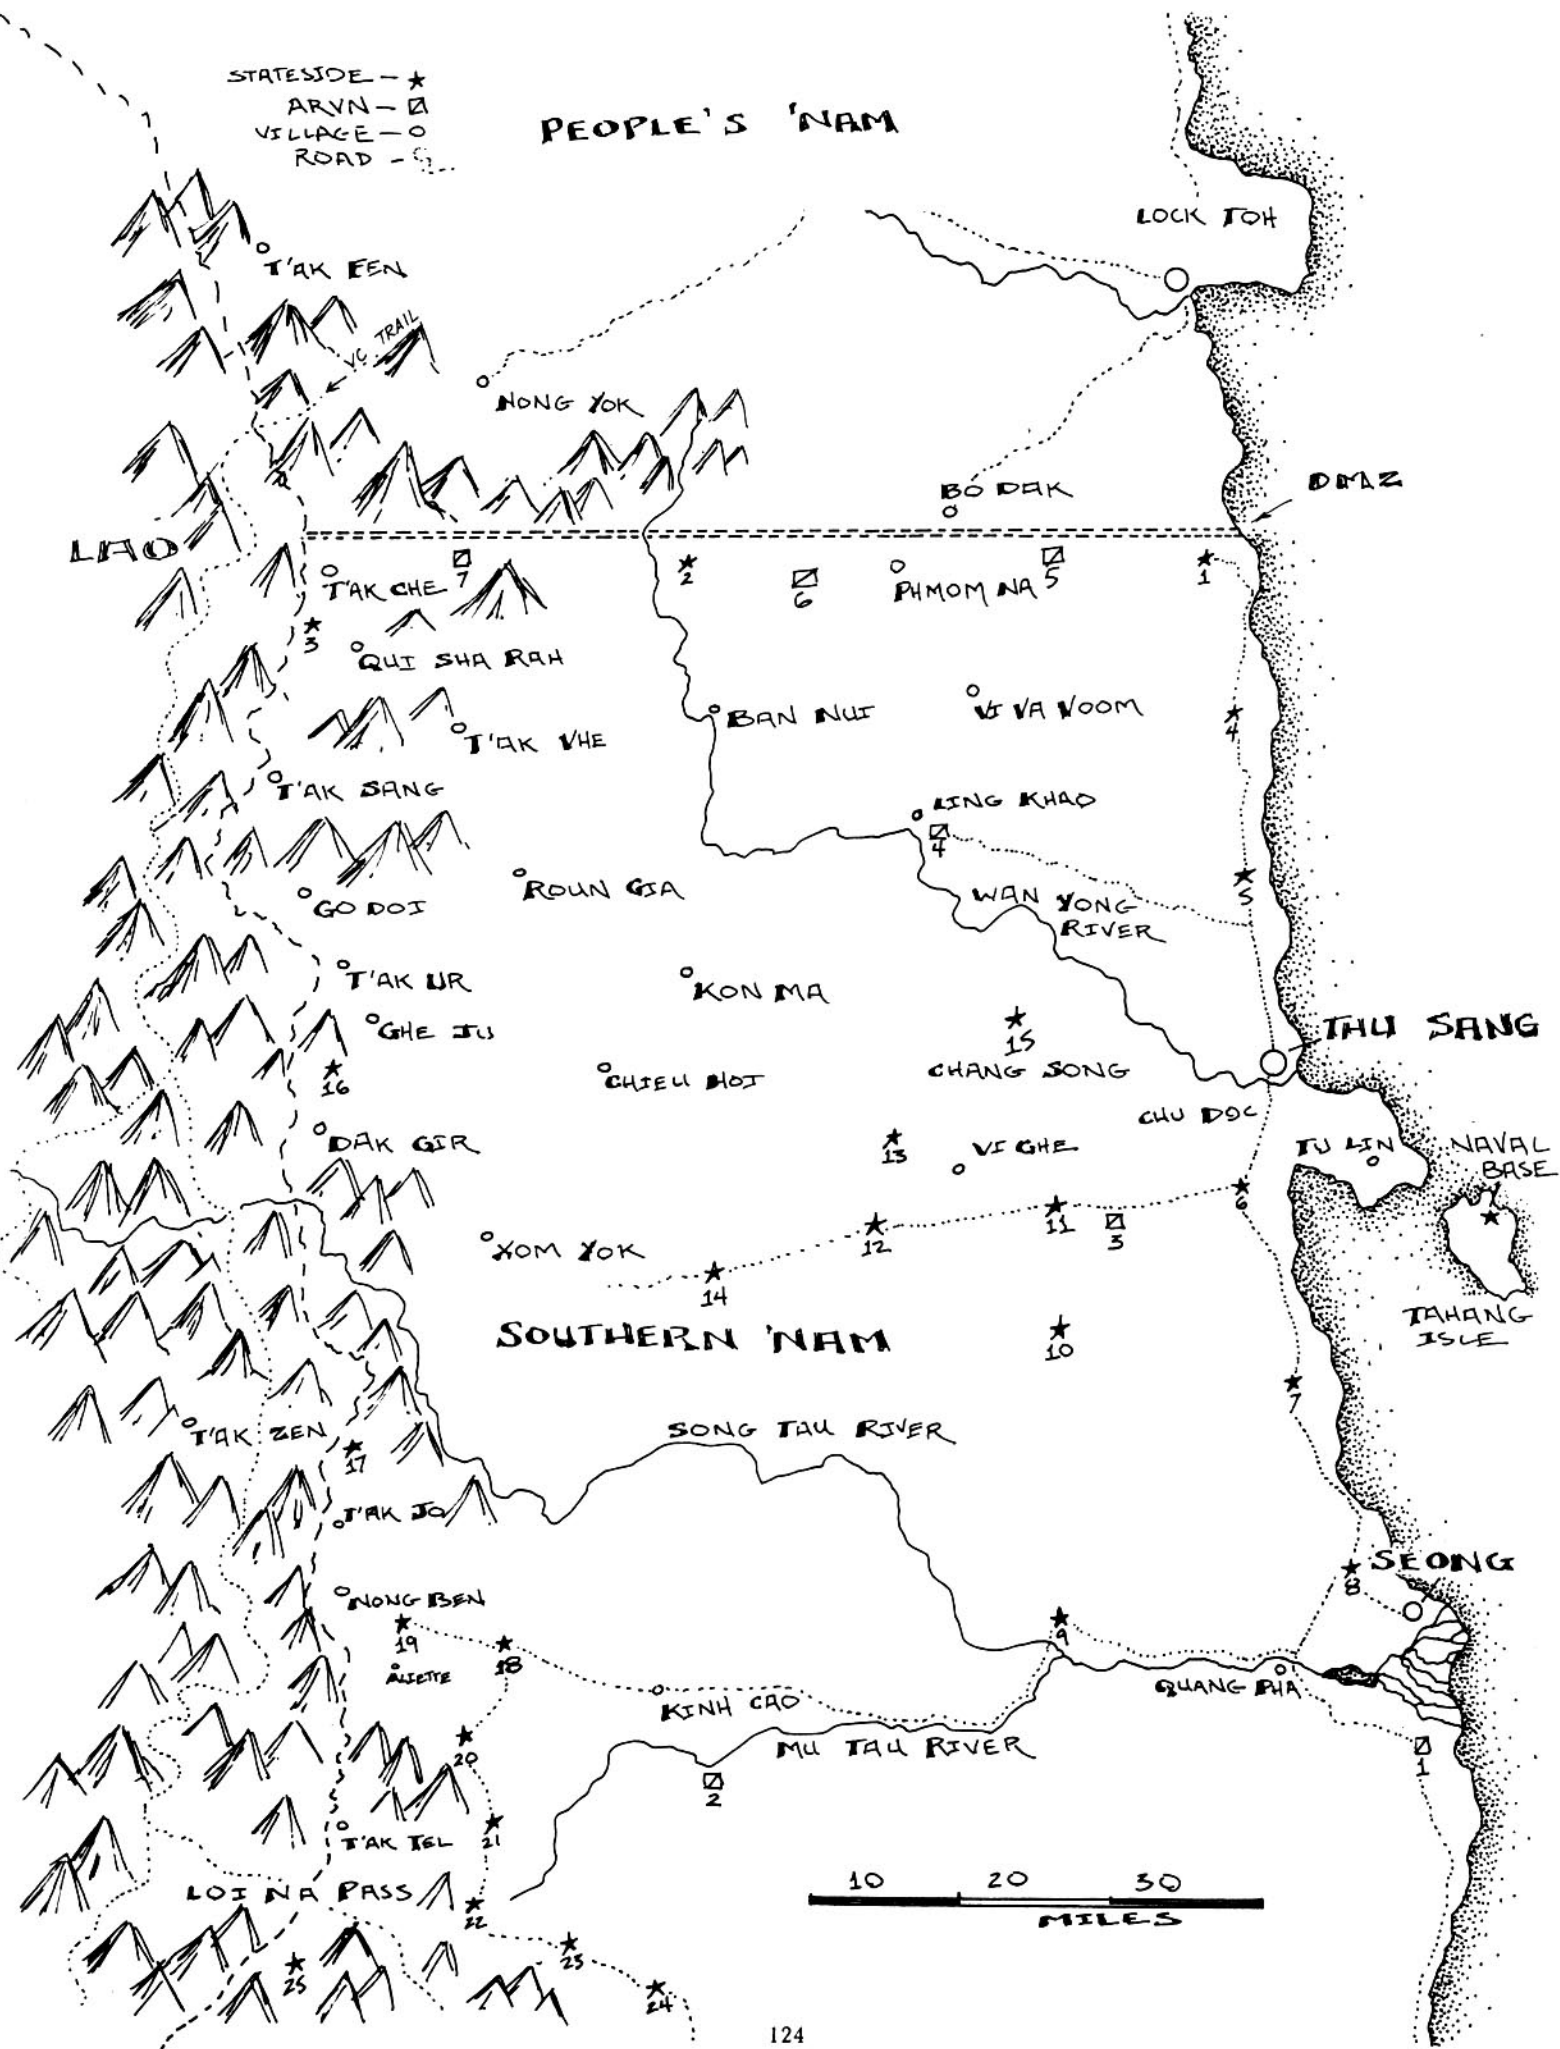 STATESIDE - ★
ARVN -
VILLAGE - O
ROAD -
PEOPLE'S 'NAM
LOCK TOH
T'AK FEN
VC TRAIL
NONG YOK
BO DAK
DMZ
LAO
T'AK CHE
7
2
6
PHMOM NA
5
1
3
QUI SHA RAH
BAN NUI
VI VA VOOM
4
T'AK VHE
T'AK SANG
LING KHAO
4
5
ROUN GIA
GO DOI
WAN YONG
RIVER
T'AK UR
KON MA
GHE JU
15
THU SANG
16
CHIEU HOI
CHANG SONG
CHU DOC
DAK GIR
13
VI GHE
TU LIN
NAVAL
BASE
6
11
3
12
XOM YOK
14
TAHANG
ISLE
SOUTHERN 'NAM
10
7
SONG TAU RIVER
T'AK ZEN
17
T'AK JO
SEONG
8
NONG BEN
19
18
9
ALIETTE
KINH CAO
QUANG PHA
MU TAU RIVER
20
1
2
T'AK TEL
21
LOI NA PASS
10 20 30
MILES
22
23
25
24
124